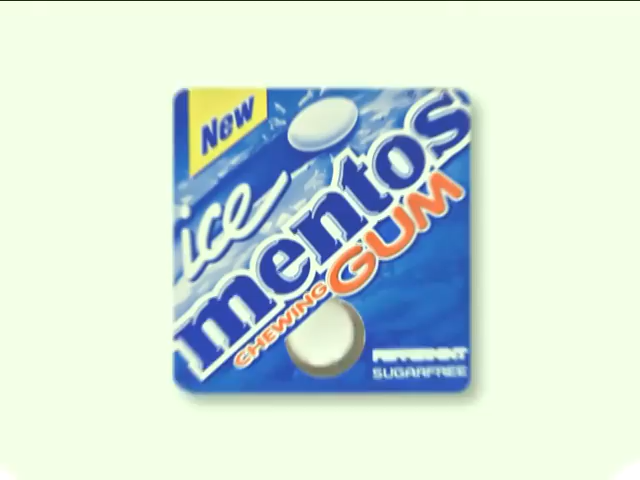 New
ice
mentos
CHEWING GUM
PEPPERMINT
SUGARFREE